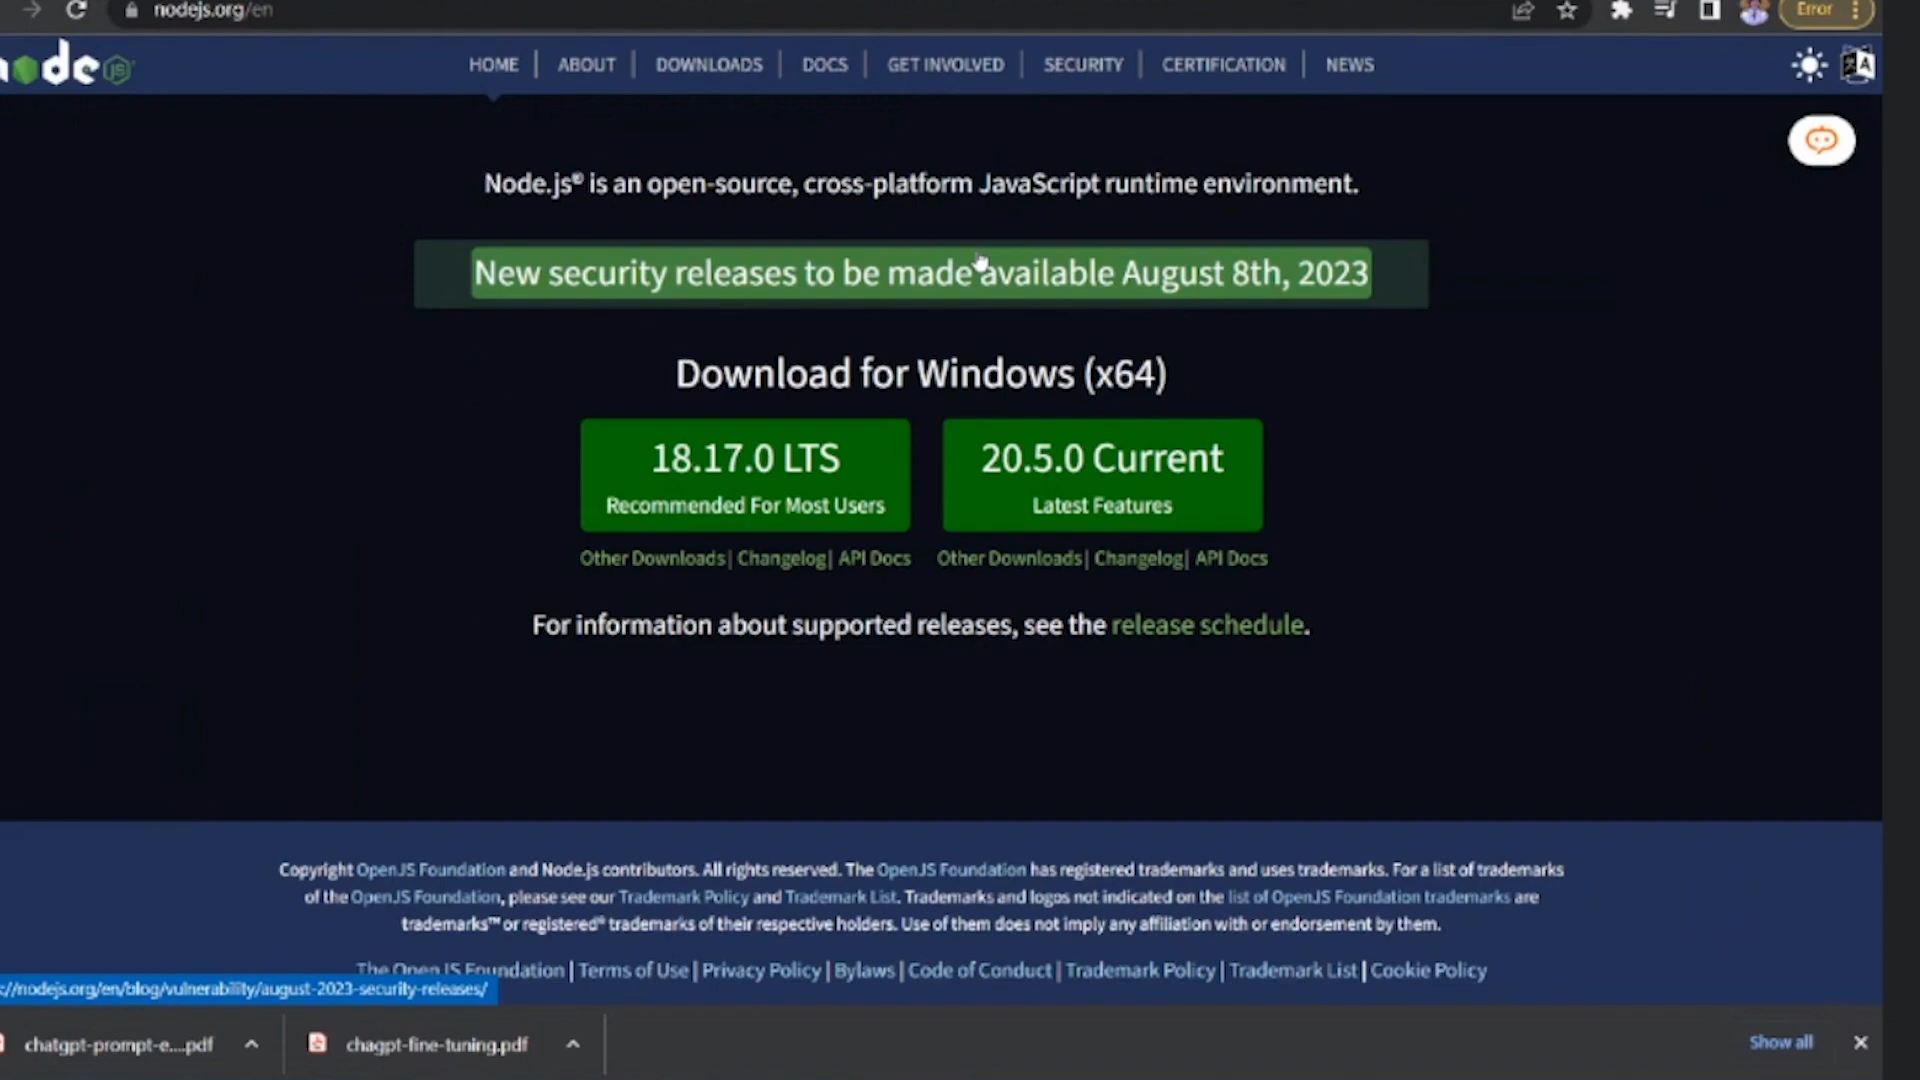 nodejs.org/en
Error
node JS
HOME | ABOUT | DOWNLOADS | DOCS | GET INVOLVED | SECURITY | CERTIFICATION | NEWS
Node.js® is an open-source, cross-platform JavaScript runtime environment.
New security releases to be made available August 8th, 2023
Download for Windows (x64)
18.17.0 LTS
Recommended For Most Users
20.5.0 Current
Latest Features
Other Downloads | Changelog | API Docs
Other Downloads | Changelog | API Docs
For information about supported releases, see the release schedule.
Copyright OpenJS Foundation and Node.js contributors. All rights reserved. The OpenJS Foundation has registered trademarks and uses trademarks. For a list of trademarks
of the OpenJS Foundation, please see our Trademark Policy and Trademark List. Trademarks and logos not indicated on the list of OpenJS Foundation trademarks are
trademarks™ or registered® trademarks of their respective holders. Use of them does not imply any affiliation with or endorsement by them.
The OpenJS Foundation | Terms of Use | Privacy Policy | Bylaws | Code of Conduct | Trademark Policy | Trademark List | Cookie Policy
://nodejs.org/en/blog/vulnerability/august-2023-security-releases/
chatgpt-prompt-e....pdf
chagpt-fine-tuning.pdf
Show all